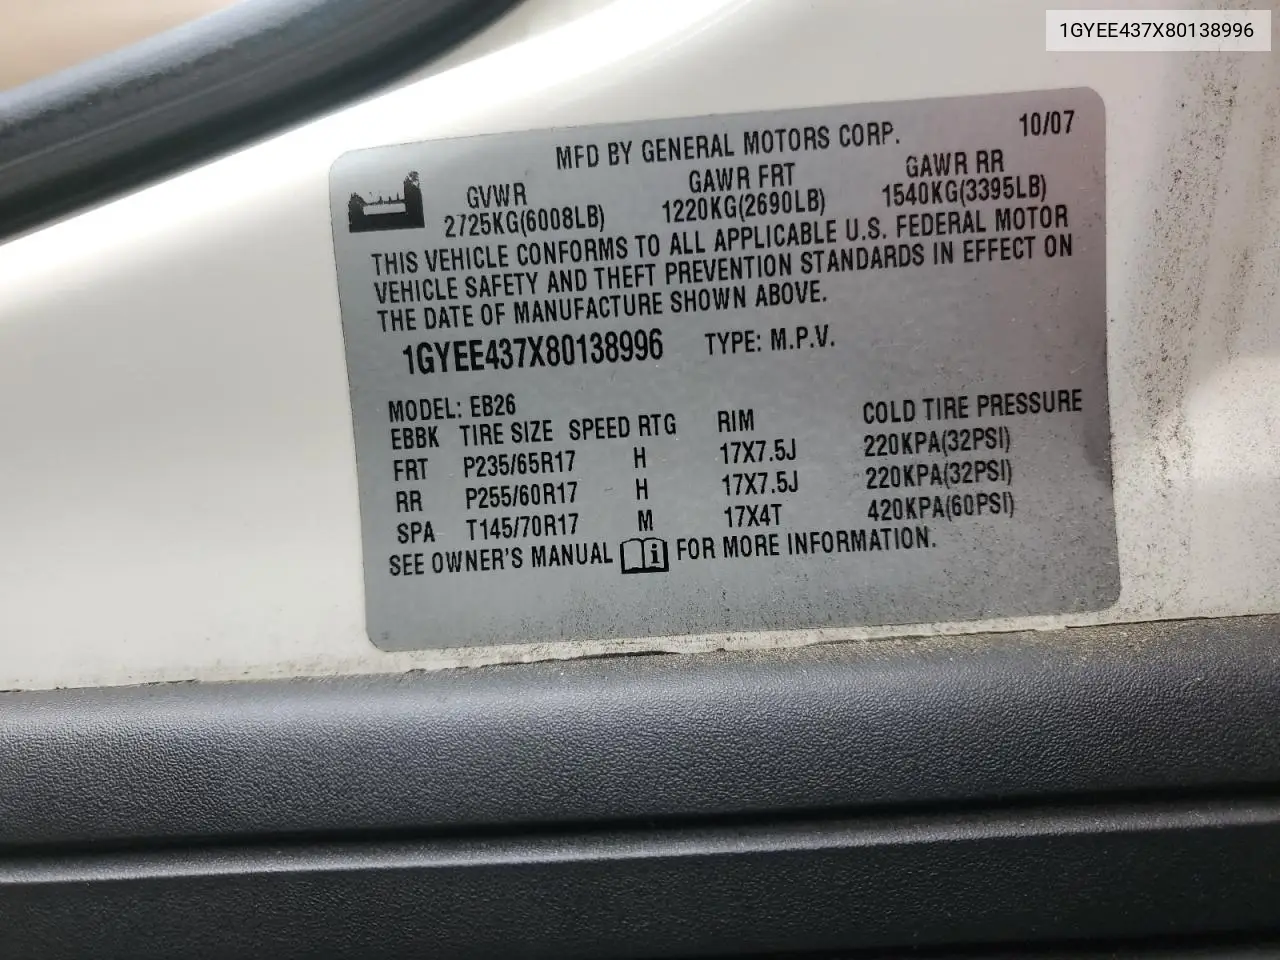 1GYEE437X80138996
MFD BY GENERAL MOTORS CORP. 10/07
GVWR GAWR FRT GAWR RR
2725KG(6008LB) 1220KG(2690LB) 1540KG(3395LB)
THIS VEHICLE CONFORMS TO ALL APPLICABLE U.S. FEDERAL MOTOR
VEHICLE SAFETY AND THEFT PREVENTION STANDARDS IN EFFECT ON
THE DATE OF MANUFACTURE SHOWN ABOVE.
1GYEE437X80138996 TYPE: M.P.V.
MODEL: EB26
EBBK TIRE SIZE SPEED RTG RIM COLD TIRE PRESSURE
FRT P235/65R17 H 17X7.5J 220KPA(32PSI)
RR P255/60R17 H 17X7.5J 220KPA(32PSI)
SPA T145/70R17 M 17X4T 420KPA(60PSI)
SEE OWNER'S MANUAL i FOR MORE INFORMATION.